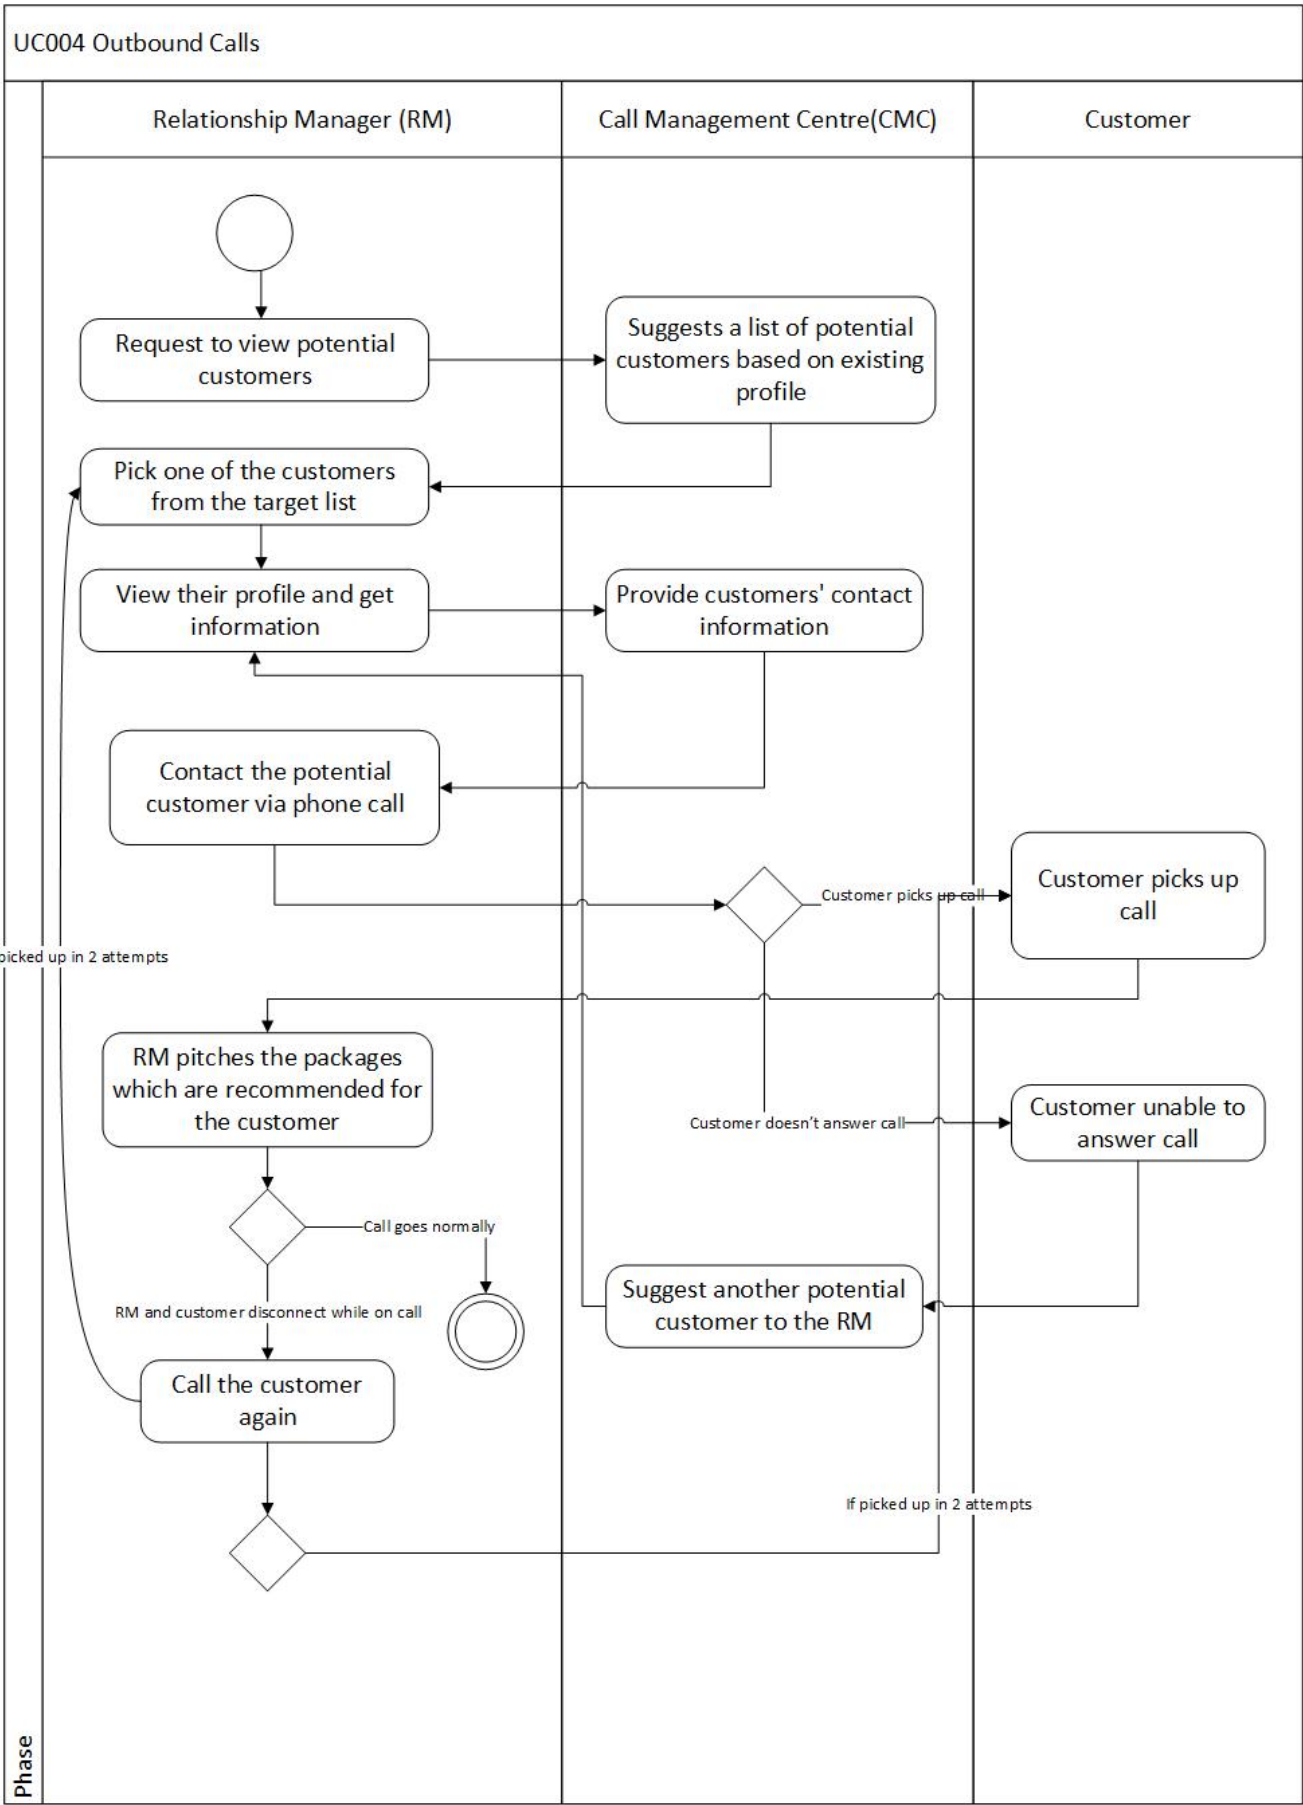 UC004 Outbound Calls
Relationship Manager (RM)
Call Management Centre(CMC)
Customer
Request to view potential
customers
Suggests a list of potential
customers based on existing
profile
Pick one of the customers
from the target list
View their profile and get
information
Provide customers' contact
information
Contact the potential
customer via phone call
Customer picks up call
Customer picks up
call
picked up in 2 attempts
RM pitches the packages
which are recommended for
the customer
Customer doesn't answer call
Customer unable to
answer call
Call goes normally
Suggest another potential
customer to the RM
RM and customer disconnect while on call
Call the customer
again
If picked up in 2 attempts
Phase